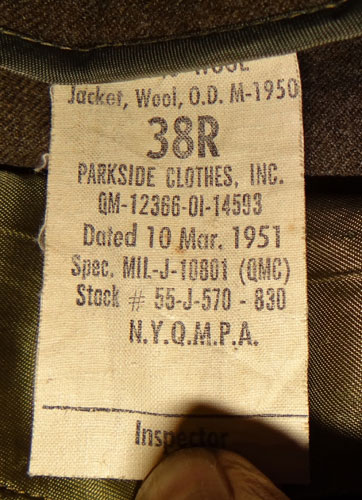 Jacket, Wool, O.D. M-1950
38R
PARKSIDE CLOTHES, INC.
QM-12366-OI-14593
Dated 10 Mar. 1951
Spec. MIL-J-10801 (QMC)
Stock # 55-J-570 - 830
N.Y.Q.M.P.A.
Inspector